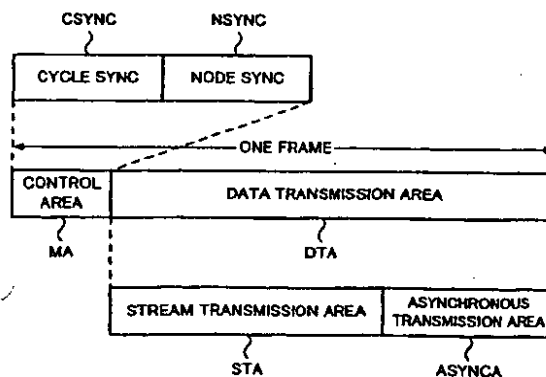 CSYNC NSYNC
CYCLE SYNC NODE SYNC
ONE FRAME
CONTROL AREA DATA TRANSMISSION AREA
MA DTA
STREAM TRANSMISSION AREA ASYNCHRONOUS TRANSMISSION AREA
STA ASYNCA